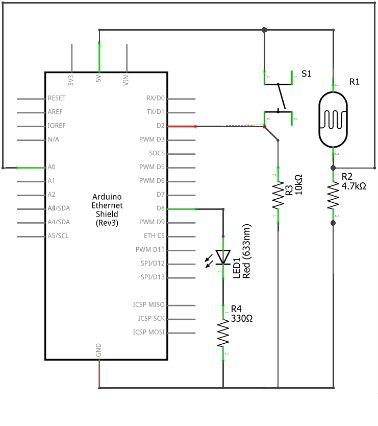 3V3
5V
VIN
RESET
AREF
IOREF
N/A
A0
A1
A2
A3
A4/SDA
A5/SCL
RX/D0
TX/D1
D2
PWM D3
SDCS
PWM D5
PWM D6
D7
D8
PWM D9
ETH CS
PWM D11
SPI/D12
SPI/D13
ICSP MISO
ICSP SCK
ICSP MOSI
GND
Arduino
Ethernet
Shield
(Rev3)
S1
R1
R2
4.7kΩ
R3
10kΩ
LED1
Red (633nm)
R4
330Ω